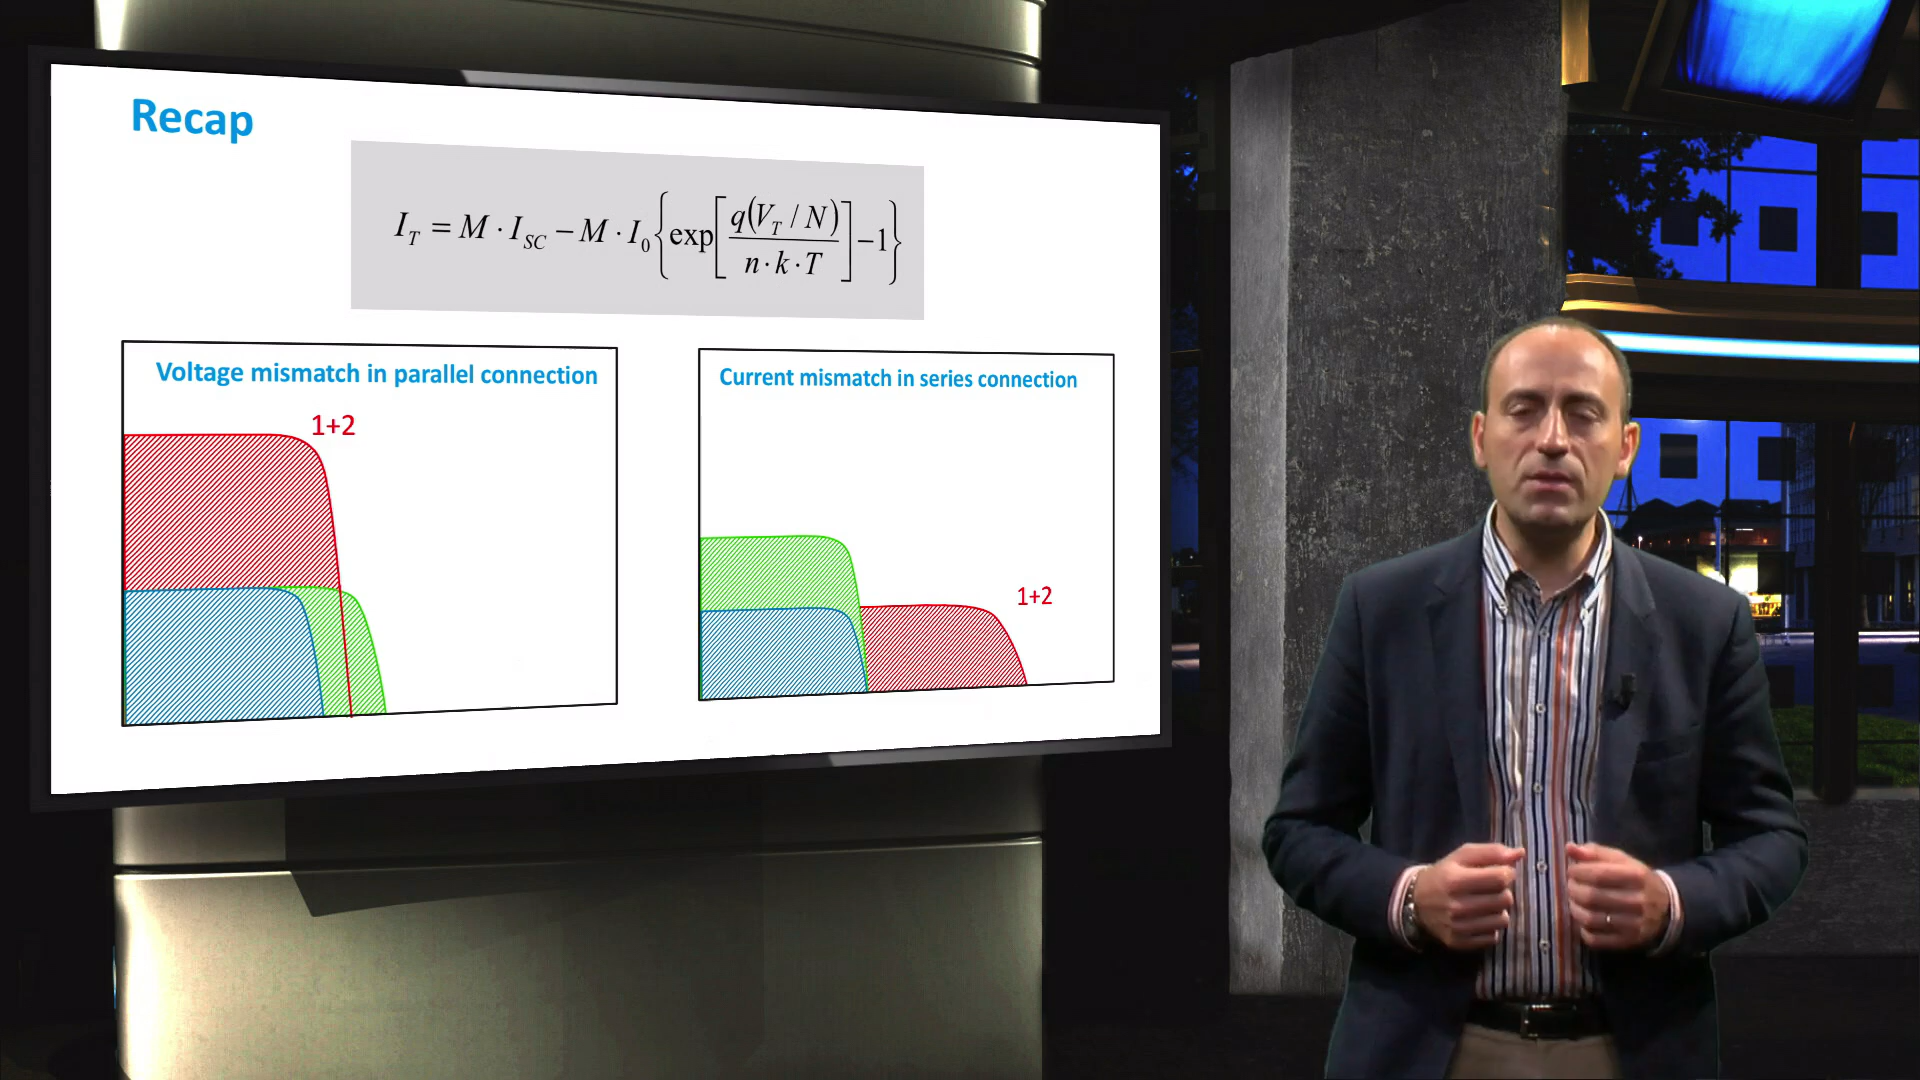 Recap
I_T = M · I_SC − M · I_0 {exp[q(V_T / N) / n · k · T] − 1}
Voltage mismatch in parallel connection
1+2
Current mismatch in series connection
1+2